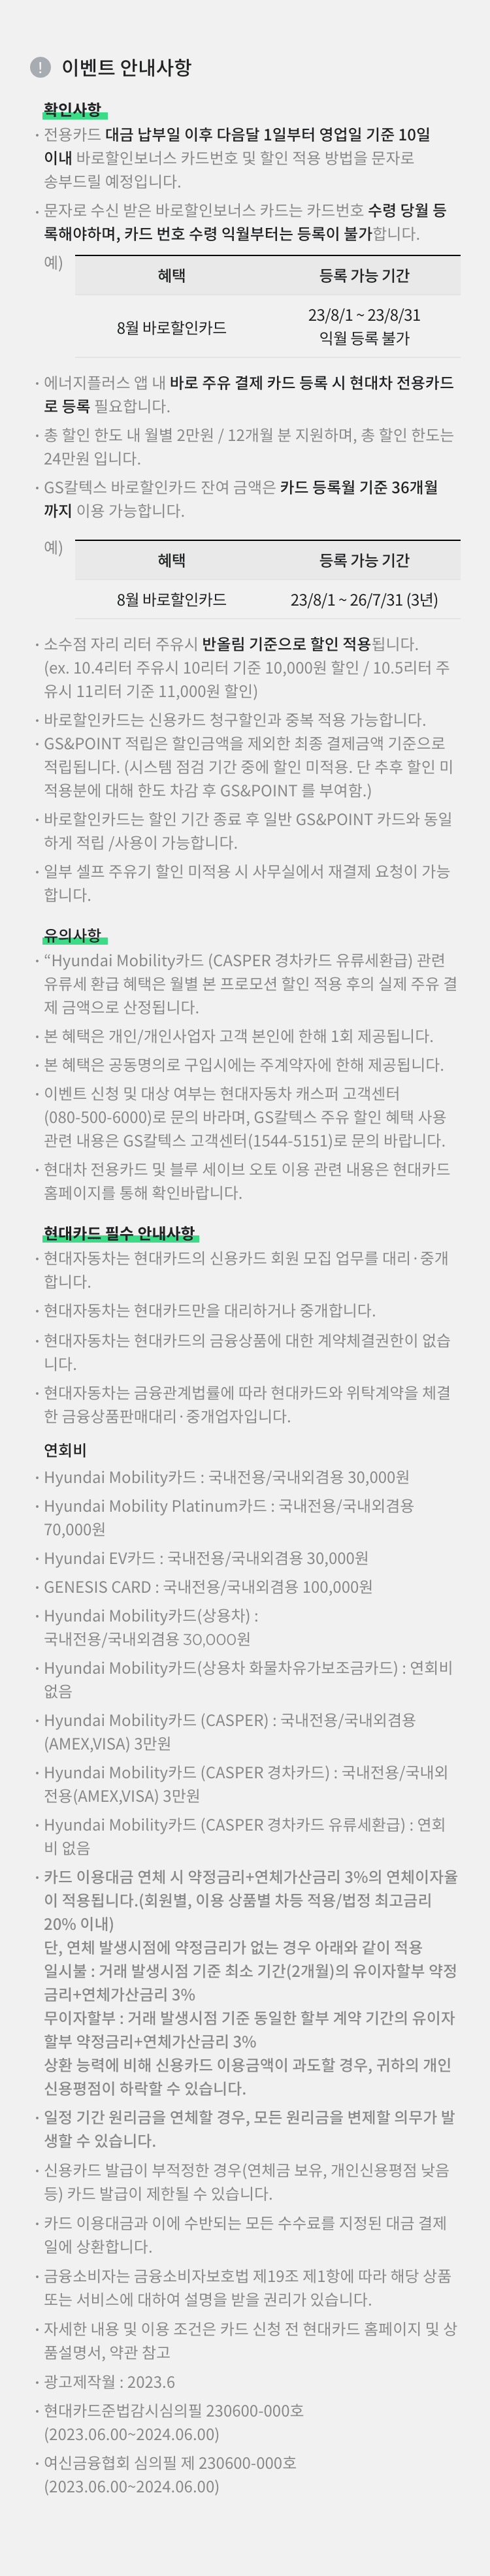 ! 이벤트 안내사항
확인사항
· 전용카드 대금 납부일 이후 다음달 1일부터 영업일 기준 10일
이내 바로할인보너스 카드번호 및 할인 적용 방법을 문자로
송부드릴 예정입니다.
· 문자로 수신 받은 바로할인보너스 카드는 카드번호 수령 당월 등
록해야하며, 카드 번호 수령 익월부터는 등록이 불가합니다.
예) 혜택 등록 가능 기간
8월 바로할인카드 23/8/1 ~ 23/8/31
익월 등록 불가
· 에너지플러스 앱 내 바로 주유 결제 카드 등록 시 현대차 전용카드
로 등록 필요합니다.
· 총 할인 한도 내 월별 2만원 / 12개월 분 지원하며, 총 할인 한도는
24만원 입니다.
· GS칼텍스 바로할인카드 잔여 금액은 카드 등록월 기준 36개월
까지 이용 가능합니다.
예) 혜택 등록 가능 기간
8월 바로할인카드 23/8/1 ~ 26/7/31 (3년)
· 소수점 자리 리터 주유시 반올림 기준으로 할인 적용됩니다.
(ex. 10.4리터 주유시 10리터 기준 10,000원 할인 / 10.5리터 주
유시 11리터 기준 11,000원 할인)
· 바로할인카드는 신용카드 청구할인과 중복 적용 가능합니다.
· GS&POINT 적립은 할인금액을 제외한 최종 결제금액 기준으로
적립됩니다. (시스템 점검 기간 중에 할인 미적용. 단 추후 할인 미
적용분에 대해 한도 차감 후 GS&POINT 를 부여함.)
· 바로할인카드는 할인 기간 종료 후 일반 GS&POINT 카드와 동일
하게 적립 /사용이 가능합니다.
· 일부 셀프 주유기 할인 미적용 시 사무실에서 재결제 요청이 가능
합니다.
유의사항
· “Hyundai Mobility카드 (CASPER 경차카드 유류세환급) 관련
유류세 환급 혜택은 월별 본 프로모션 할인 적용 후의 실제 주유 결
제 금액으로 산정됩니다.
· 본 혜택은 개인/개인사업자 고객 본인에 한해 1회 제공됩니다.
· 본 혜택은 공동명의로 구입시에는 주계약자에 한해 제공됩니다.
· 이벤트 신청 및 대상 여부는 현대자동차 캐스퍼 고객센터
(080-500-6000)로 문의 바라며, GS칼텍스 주유 할인 혜택 사용
관련 내용은 GS칼텍스 고객센터(1544-5151)로 문의 바랍니다.
· 현대차 전용카드 및 블루 세이브 오토 이용 관련 내용은 현대카드
홈페이지를 통해 확인바랍니다.
현대카드 필수 안내사항
· 현대자동차는 현대카드의 신용카드 회원 모집 업무를 대리·중개
합니다.
· 현대자동차는 현대카드만을 대리하거나 중개합니다.
· 현대자동차는 현대카드의 금융상품에 대한 계약체결권한이 없습
니다.
· 현대자동차는 금융관계법률에 따라 현대카드와 위탁계약을 체결
한 금융상품판매대리·중개업자입니다.
연회비
· Hyundai Mobility카드 : 국내전용/국내외겸용 30,000원
· Hyundai Mobility Platinum카드 : 국내전용/국내외겸용
70,000원
· Hyundai EV카드 : 국내전용/국내외겸용 30,000원
· GENESIS CARD : 국내전용/국내외겸용 100,000원
· Hyundai Mobility카드(상용차) :
국내전용/국내외겸용 30,000원
· Hyundai Mobility카드(상용차 화물차유가보조금카드) : 연회비
없음
· Hyundai Mobility카드 (CASPER) : 국내전용/국내외겸용
(AMEX,VISA) 3만원
· Hyundai Mobility카드 (CASPER 경차카드) : 국내전용/국내외
전용(AMEX,VISA) 3만원
· Hyundai Mobility카드 (CASPER 경차카드 유류세환급) : 연회
비 없음
· 카드 이용대금 연체 시 약정금리+연체가산금리 3%의 연체이자율
이 적용됩니다.(회원별, 이용 상품별 차등 적용/법정 최고금리
20% 이내)
단, 연체 발생시점에 약정금리가 없는 경우 아래와 같이 적용
일시불 : 거래 발생시점 기준 최소 기간(2개월)의 유이자할부 약정
금리+연체가산금리 3%
무이자할부 : 거래 발생시점 기준 동일한 할부 계약 기간의 유이자
할부 약정금리+연체가산금리 3%
상환 능력에 비해 신용카드 이용금액이 과도할 경우, 귀하의 개인
신용평점이 하락할 수 있습니다.
· 일정 기간 원리금을 연체할 경우, 모든 원리금을 변제할 의무가 발
생할 수 있습니다.
· 신용카드 발급이 부적정한 경우(연체금 보유, 개인신용평점 낮음
등) 카드 발급이 제한될 수 있습니다.
· 카드 이용대금과 이에 수반되는 모든 수수료를 지정된 대금 결제
일에 상환합니다.
· 금융소비자는 금융소비자보호법 제19조 제1항에 따라 해당 상품
또는 서비스에 대하여 설명을 받을 권리가 있습니다.
· 자세한 내용 및 이용 조건은 카드 신청 전 현대카드 홈페이지 및 상
품설명서, 약관 참고
· 광고제작월 : 2023.6
· 현대카드준법감시심의필 230600-000호
(2023.06.00~2024.06.00)
· 여신금융협회 심의필 제 230600-000호
(2023.06.00~2024.06.00)